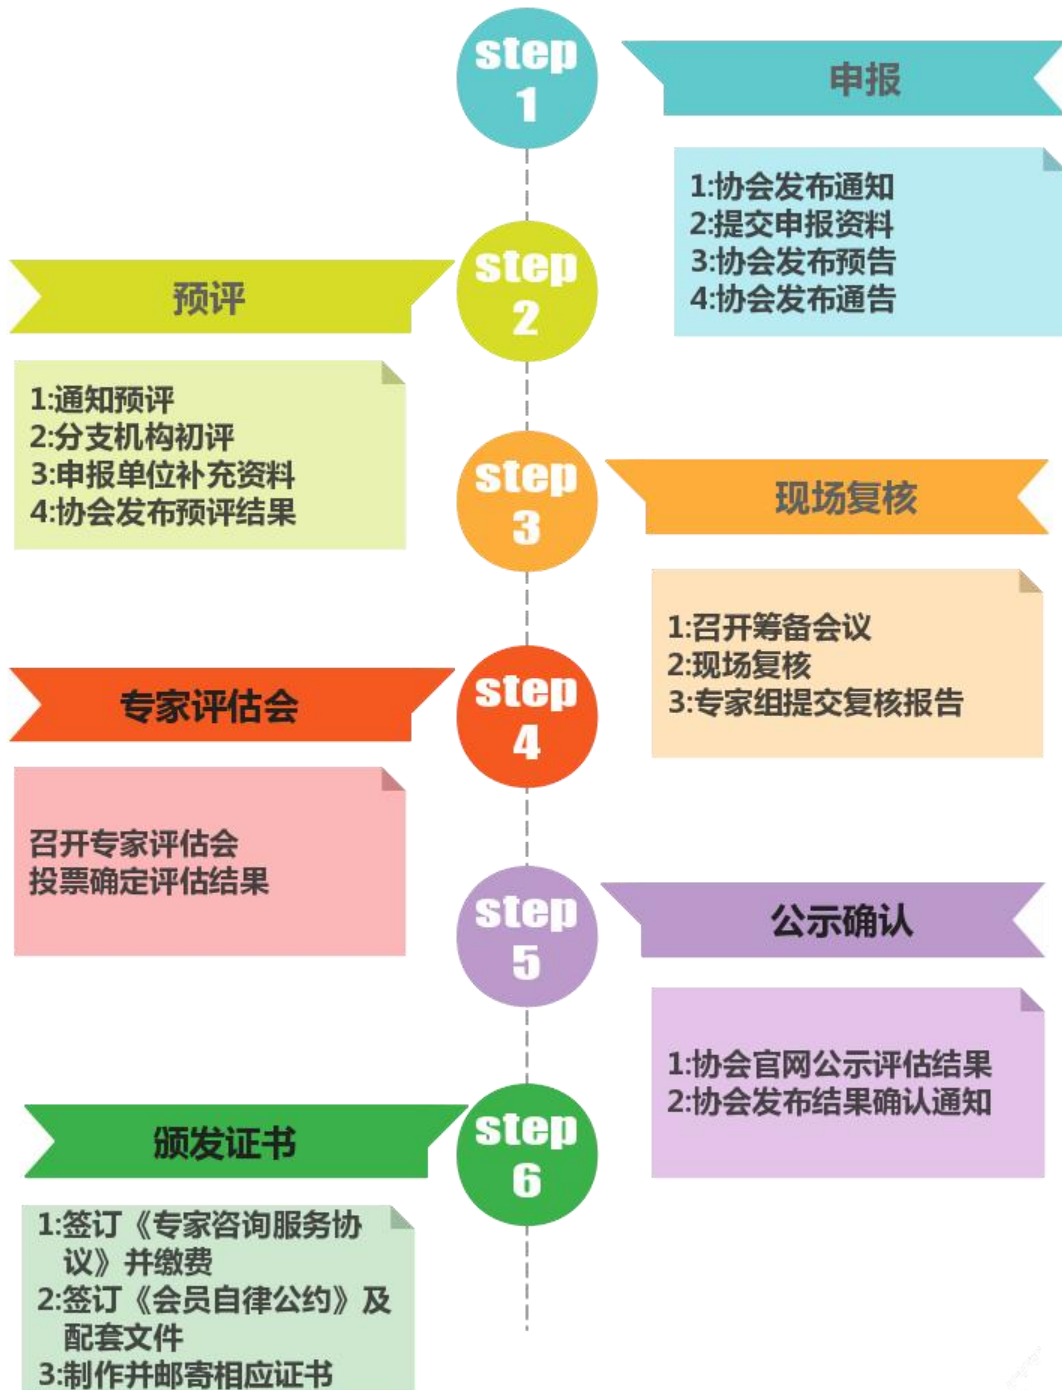 step
1
申报
1:协会发布通知
2:提交申报资料
3:协会发布预告
4:协会发布通告
step
2
预评
1:通知预评
2:分支机构初评
3:申报单位补充资料
4:协会发布预评结果
step
3
现场复核
1:召开筹备会议
2:现场复核
3:专家组提交复核报告
step
4
专家评估会
召开专家评估会
投票确定评估结果
step
5
公示确认
1:协会官网公示评估结果
2:协会发布结果确认通知
step
6
颁发证书
1:签订《专家咨询服务协
议》并缴费
2:签订《会员自律公约》及
配套文件
3:制作并邮寄相应证书